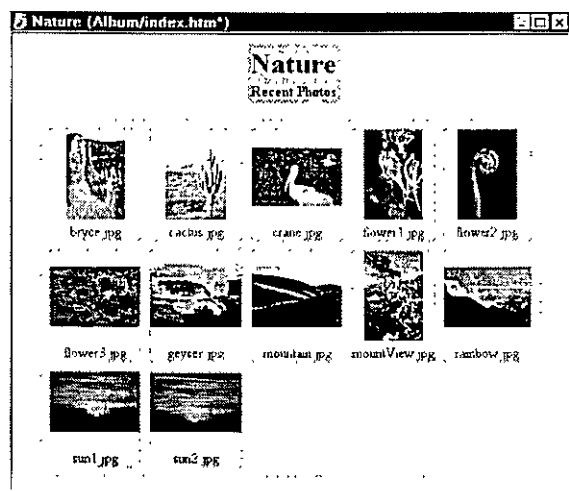 Nature (Album/index.htm*)
Nature
Recent Photos
bryce.jpg cactus.jpg crane.jpg flower1.jpg flower2.jpg
flower3.jpg geyser.jpg mountain.jpg mountView.jpg rainbow.jpg
sun1.jpg sun2.jpg